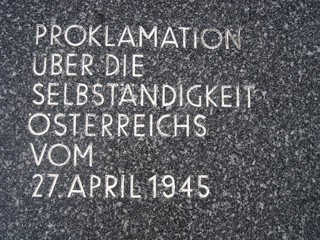 PROKLAMATION
ÜBER DIE
SELBSTÄNDIGKEIT
ÖSTERREICHS
VOM
27. APRIL 1945